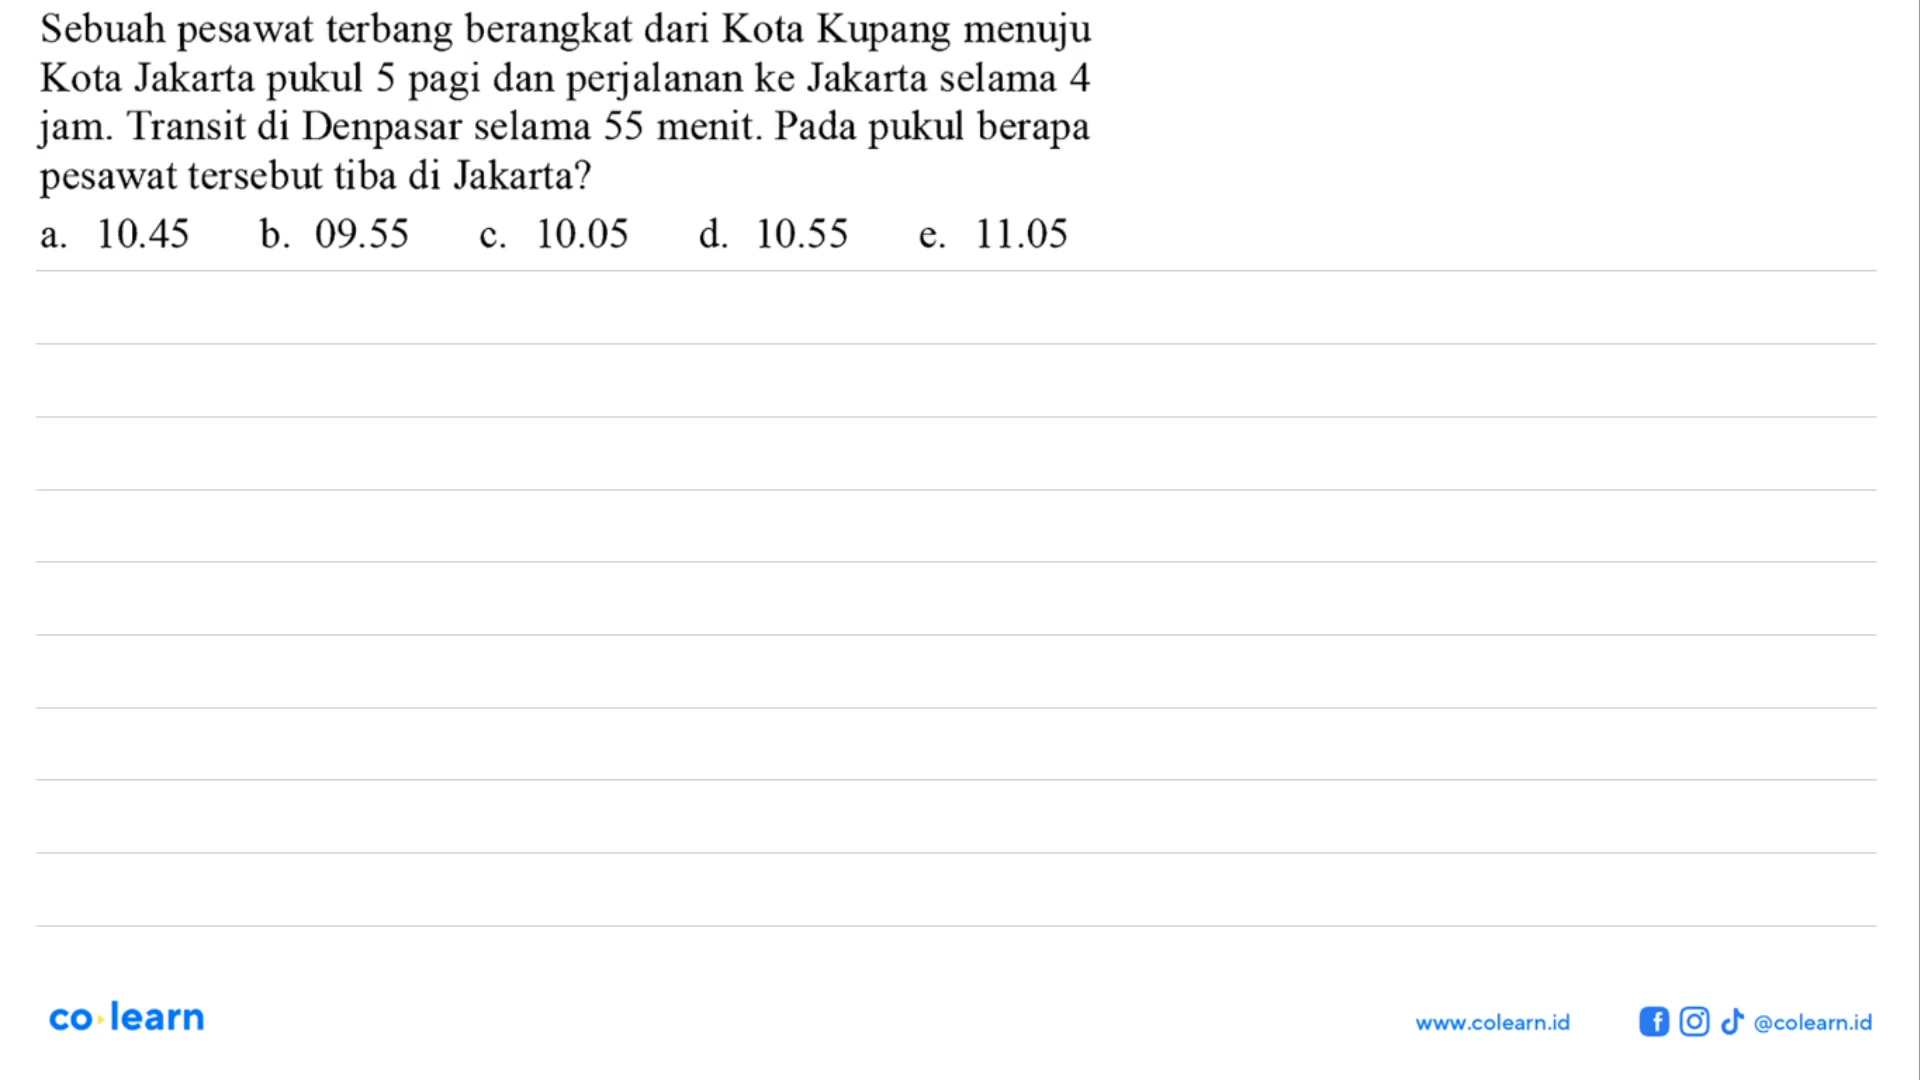 Sebuah pesawat terbang berangkat dari Kota Kupang menuju
Kota Jakarta pukul 5 pagi dan perjalanan ke Jakarta selama 4
jam. Transit di Denpasar selama 55 menit. Pada pukul berapa
pesawat tersebut tiba di Jakarta?
a. 10.45 b. 09.55 c. 10.05 d. 10.55 e. 11.05
co learn
www.colearn.id @colearn.id